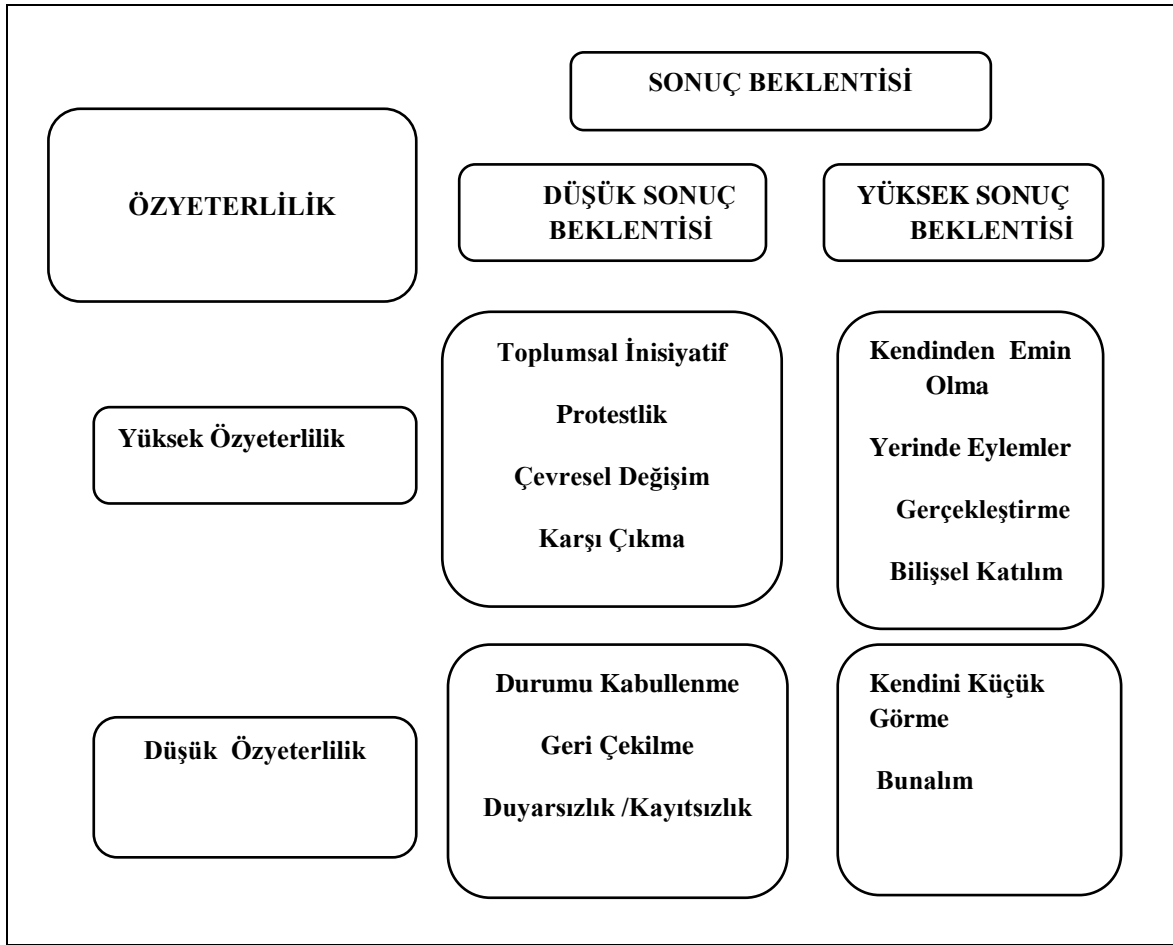 SONUÇ BEKLENTİSİ
ÖZYETERLİLİK
DÜŞÜK SONUÇ
BEKLENTİSİ
YÜKSEK SONUÇ
BEKLENTİSİ
Yüksek Özyeterlilik
Toplumsal İnisiyatif
Protestlik
Çevresel Değişim
Karşı Çıkma
Kendinden Emin
Olma
Yerinde Eylemler
Gerçekleştirme
Bilişsel Katılım
Düşük Özyeterlilik
Durumu Kabullenme
Geri Çekilme
Duyarsızlık /Kayıtsızlık
Kendini Küçük
Görme
Bunalım